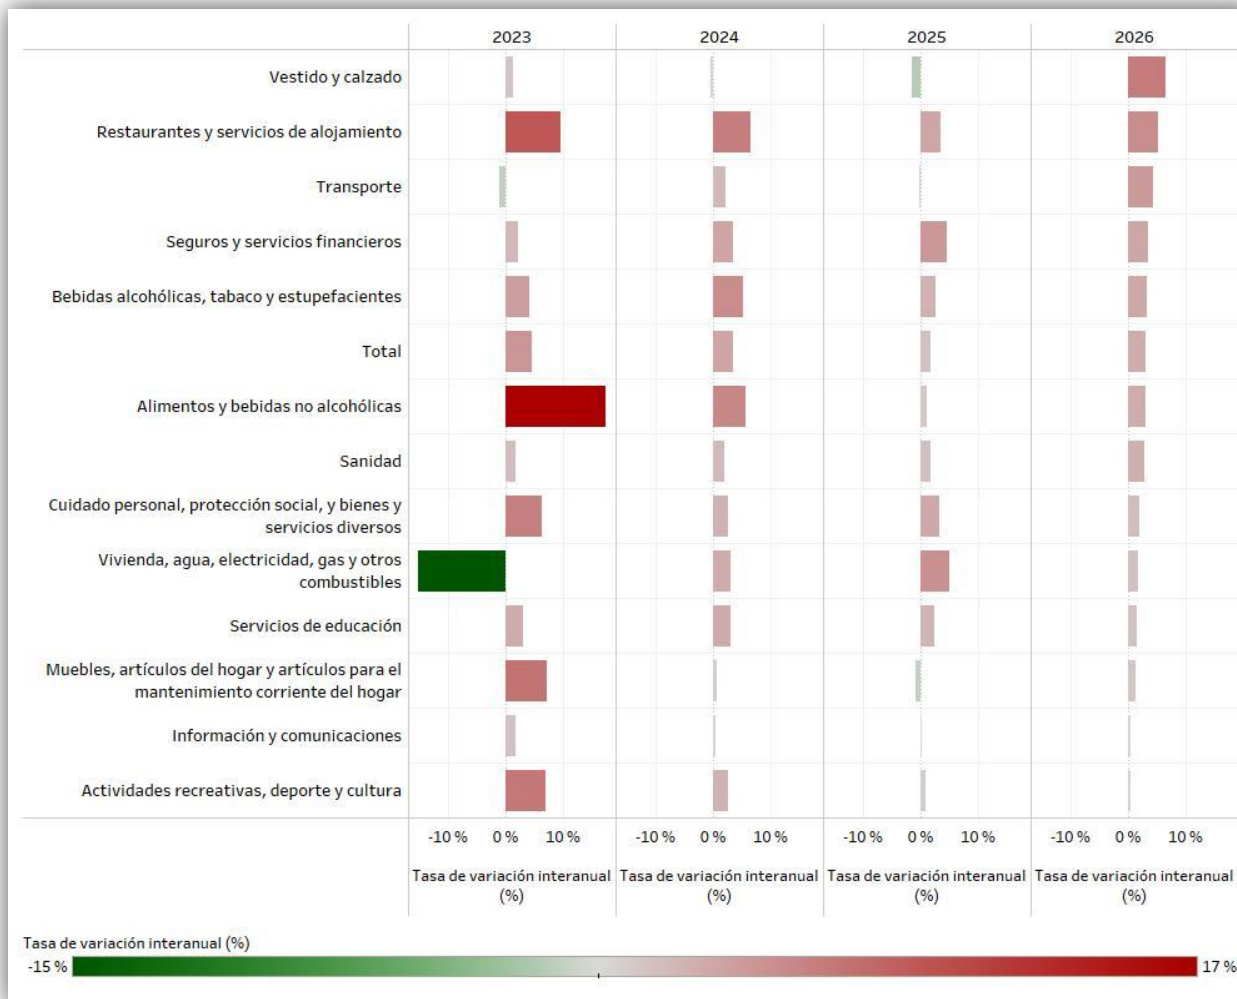 2023 2024 2025 2026
Vestido y calzado
Restaurantes y servicios de alojamiento
Transporte
Seguros y servicios financieros
Bebidas alcohólicas, tabaco y estupefacientes
Total
Alimentos y bebidas no alcohólicas
Sanidad
Cuidado personal, protección social, y bienes y
servicios diversos
Vivienda, agua, electricidad, gas y otros
combustibles
Servicios de educación
Muebles, artículos del hogar y artículos para el
mantenimiento corriente del hogar
Información y comunicaciones
Actividades recreativas, deporte y cultura
-10 % 0 % 10 % -10 % 0 % 10 % -10 % 0 % 10 % -10 % 0 % 10 %
Tasa de variación interanual Tasa de variación interanual Tasa de variación interanual Tasa de variación interanual
(%) (%) (%) (%)
Tasa de variación interanual (%)
-15 % 17 %